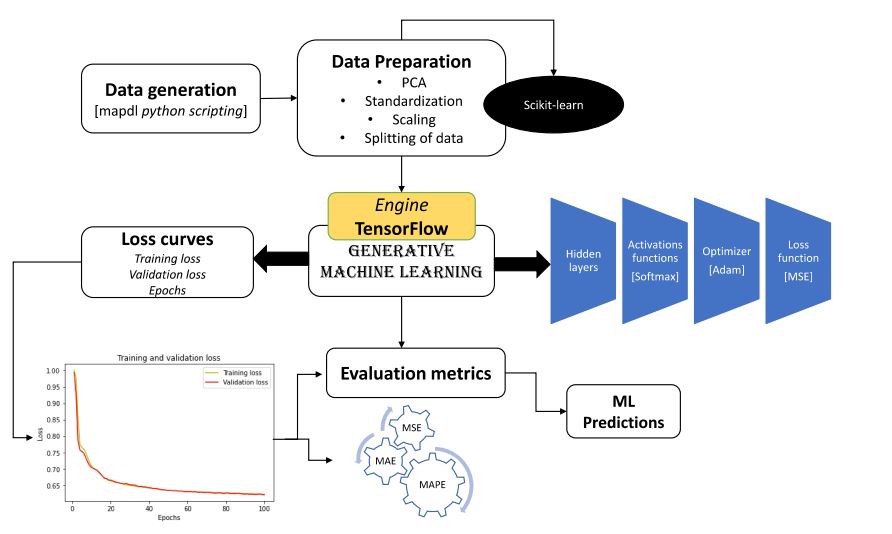 Data generation
[mapdl python scripting]
Data Preparation
• PCA
• Standardization
• Scaling
• Splitting of data
Scikit-learn
Engine
TensorFlow
GENERATIVE
MACHINE LEARNING
Loss curves
Training loss
Validation loss
Epochs
Hidden
layers
Activations
functions
[Softmax]
Optimizer
[Adam]
Loss
function
[MSE]
Training and validation loss
Training loss
Validation loss
1.00
0.95
0.90
0.85
0.80
0.75
0.70
0.65
Loss
0 20 40 60 80 100
Epochs
Evaluation metrics
MSE
MAE
MAPE
ML
Predictions